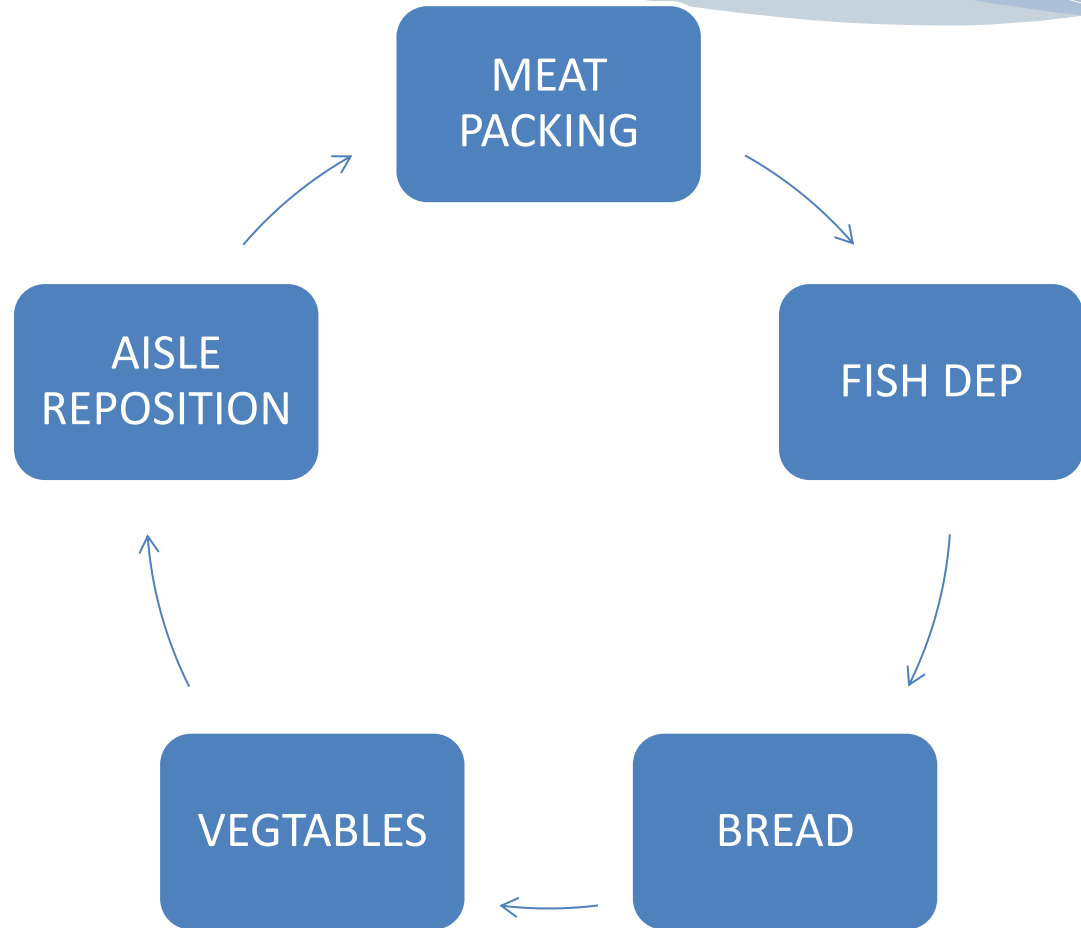 MEAT
PACKING
FISH DEP
BREAD
VEGTABLES
AISLE
REPOSITION